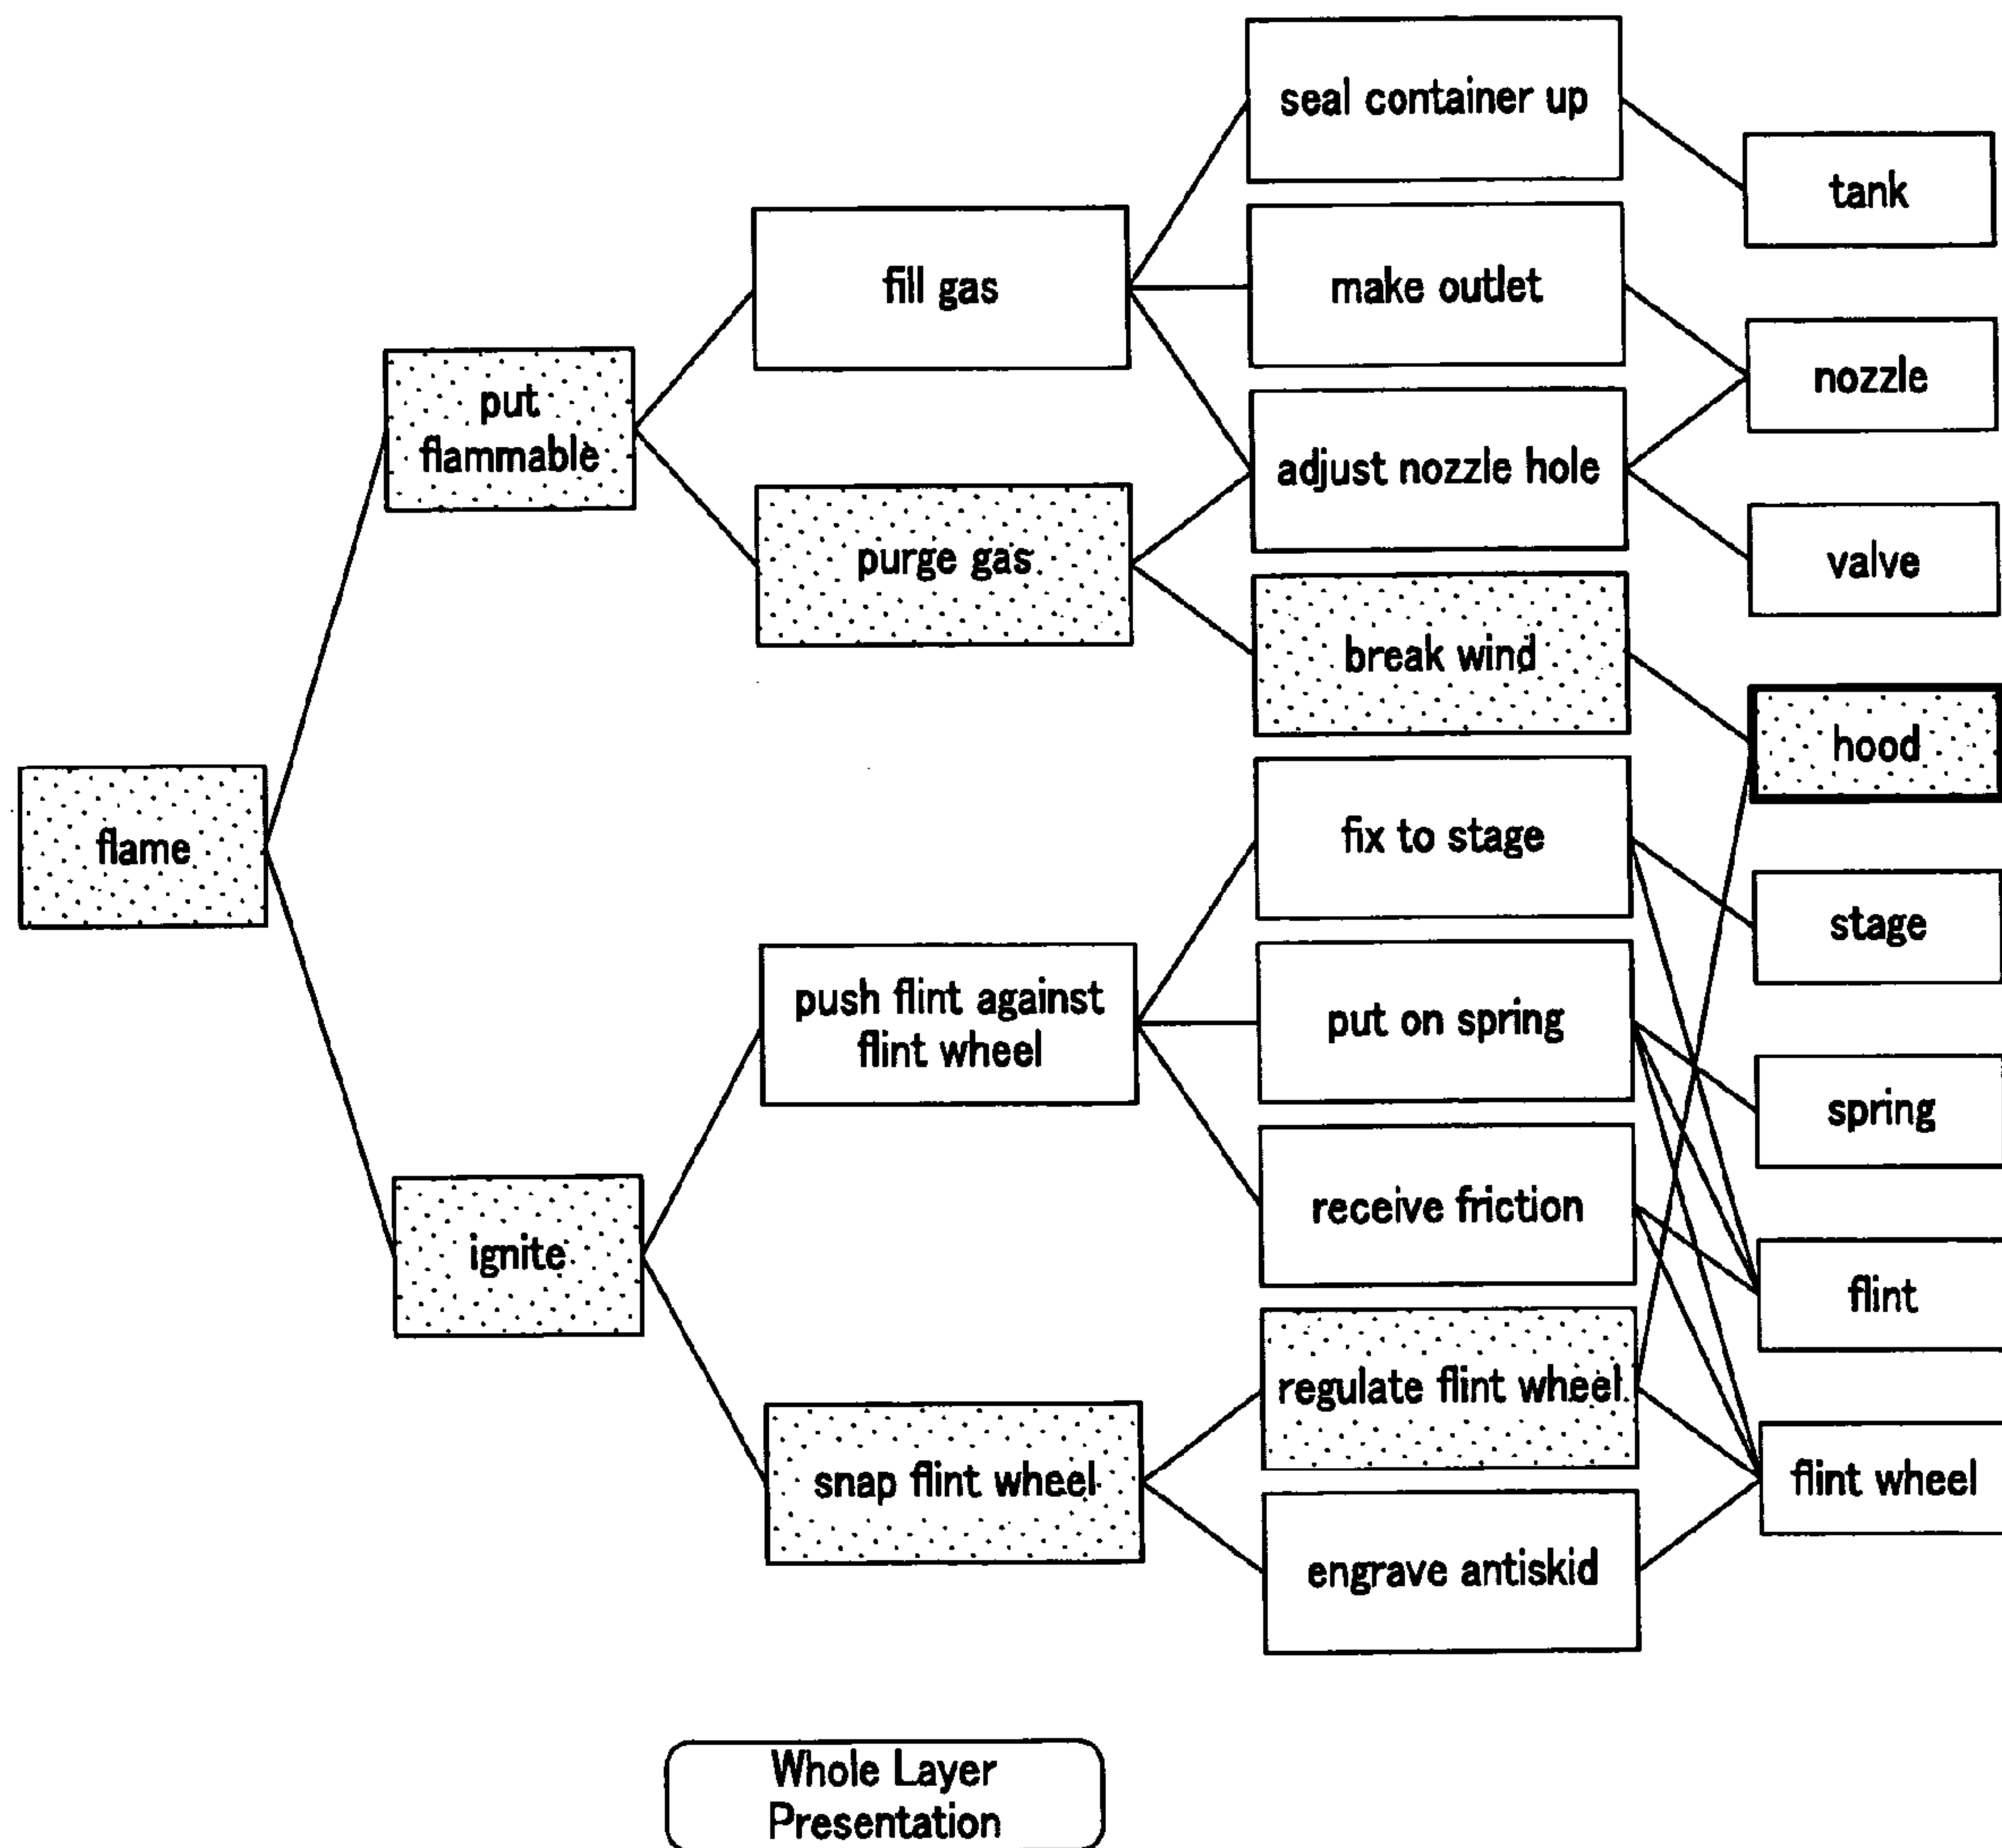 seal container up
tank
fill gas
make outlet
put
flammable
nozzle
adjust nozzle hole
purge gas
valve
break wind
hood
flame
fix to stage
stage
push flint against
flint wheel
put on spring
spring
receive friction
ignite
flint
regulate flint wheel
snap flint wheel
flint wheel
engrave antiskid
Whole Layer
Presentation